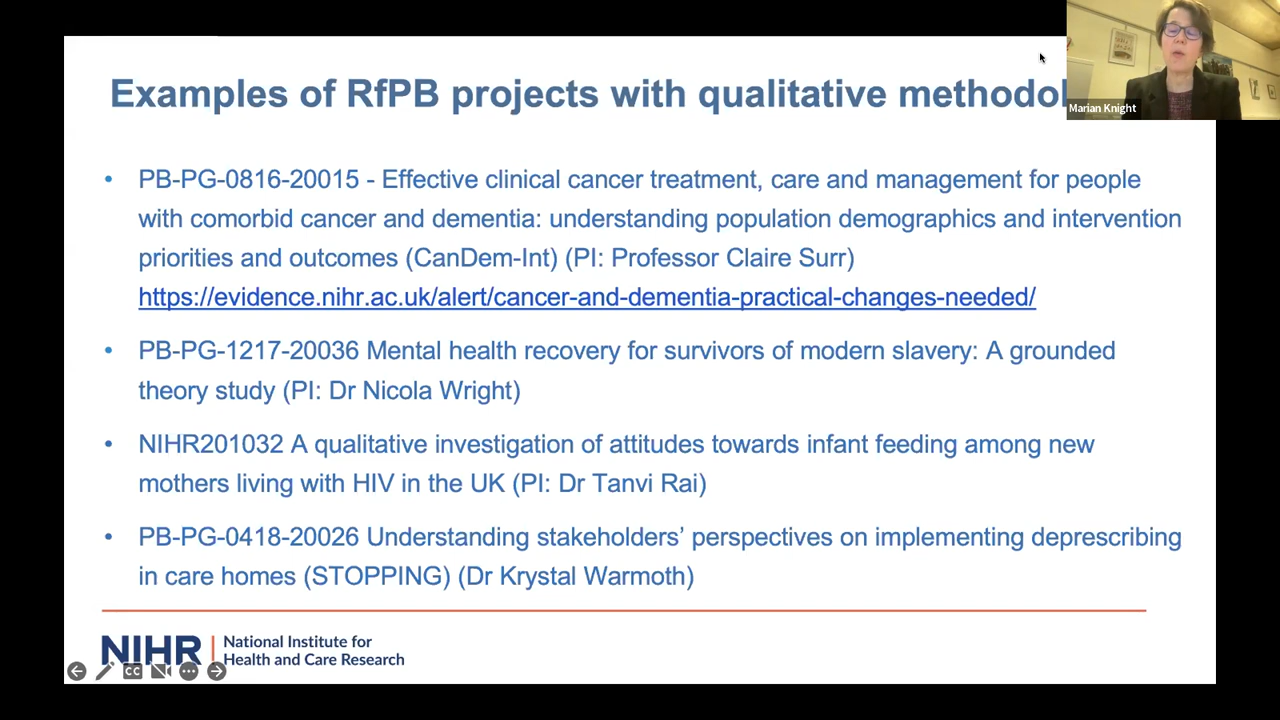 Examples of RfPB projects with qualitative methodol
Marian Knight
• PB-PG-0816-20015 - Effective clinical cancer treatment, care and management for people
with comorbid cancer and dementia: understanding population demographics and intervention
priorities and outcomes (CanDem-Int) (PI: Professor Claire Surr)
https://evidence.nihr.ac.uk/alert/cancer-and-dementia-practical-changes-needed/
• PB-PG-1217-20036 Mental health recovery for survivors of modern slavery: A grounded
theory study (PI: Dr Nicola Wright)
• NIHR201032 A qualitative investigation of attitudes towards infant feeding among new
mothers living with HIV in the UK (PI: Dr Tanvi Rai)
• PB-PG-0418-20026 Understanding stakeholders’ perspectives on implementing deprescribing
in care homes (STOPPING) (Dr Krystal Warmoth)
NIHR | National Institute for
Health and Care Research
CC